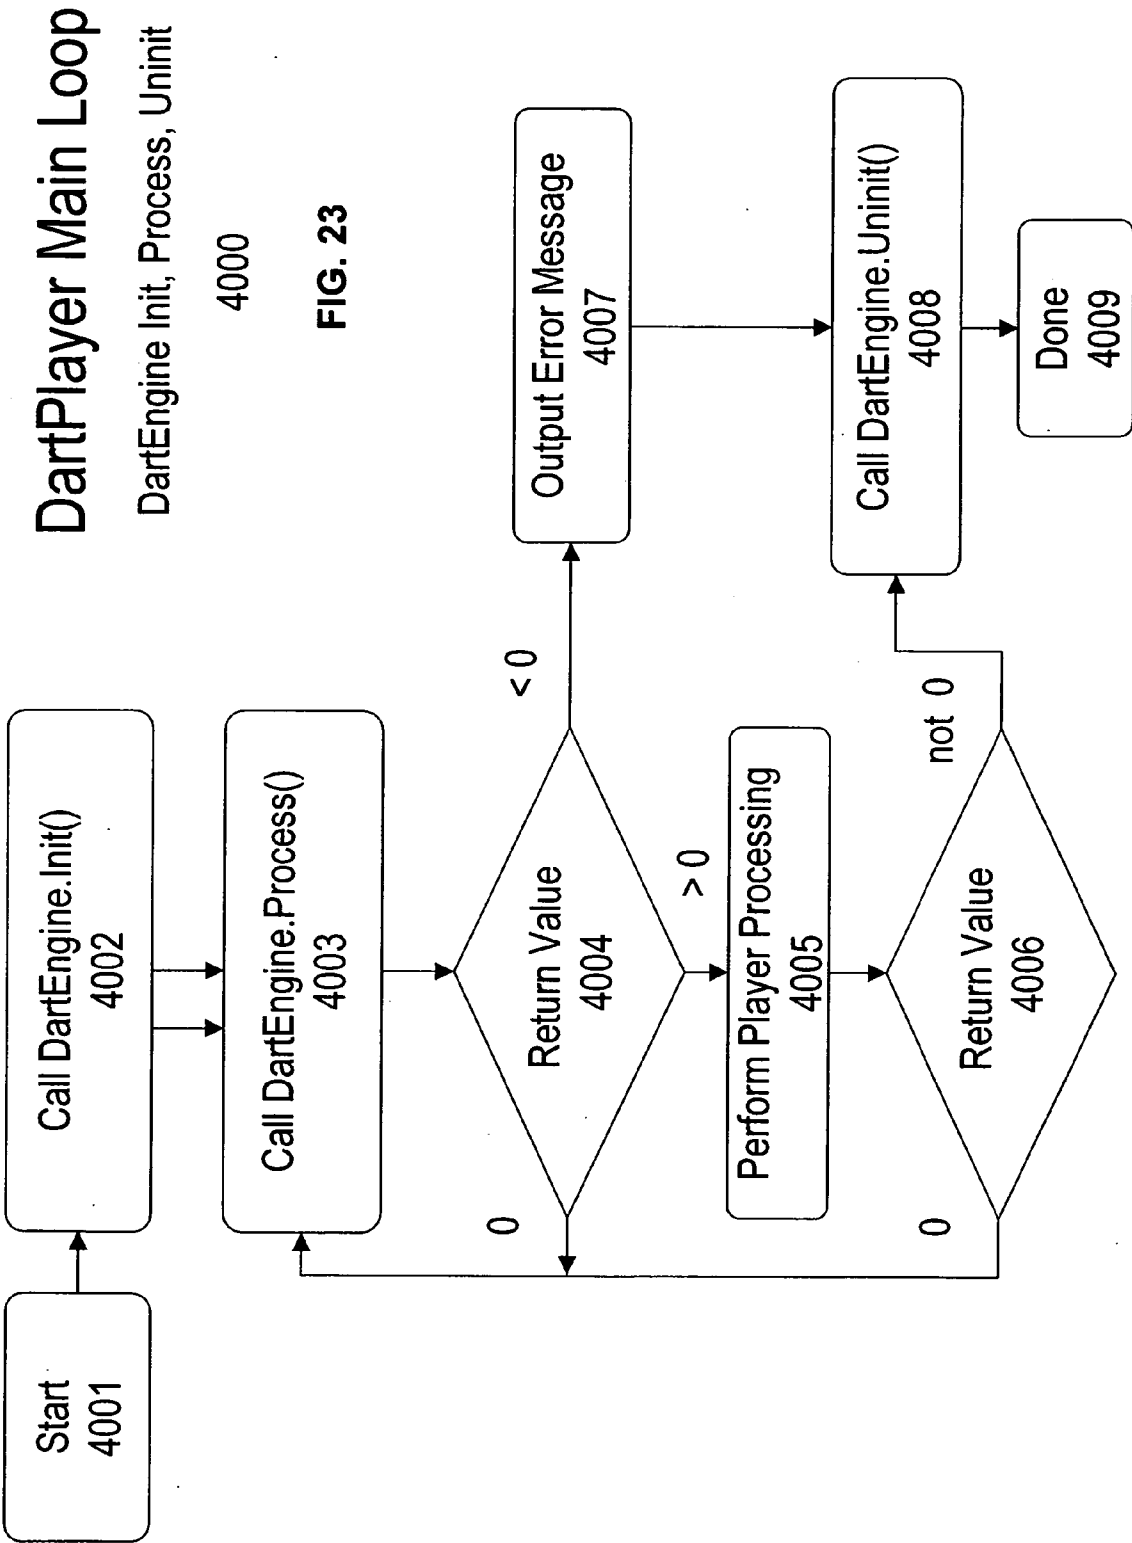 DartPlayer Main Loop
DartEngine Init, Process, Uninit
4000
FIG. 23
Start
4001
Call DartEngine.Init()
4002
Call DartEngine.Process()
4003
Return Value
4004
0
< 0
> 0
Output Error Message
4007
Perform Player Processing
4005
Return Value
4006
0
not 0
Call DartEngine.Uninit()
4008
Done
4009